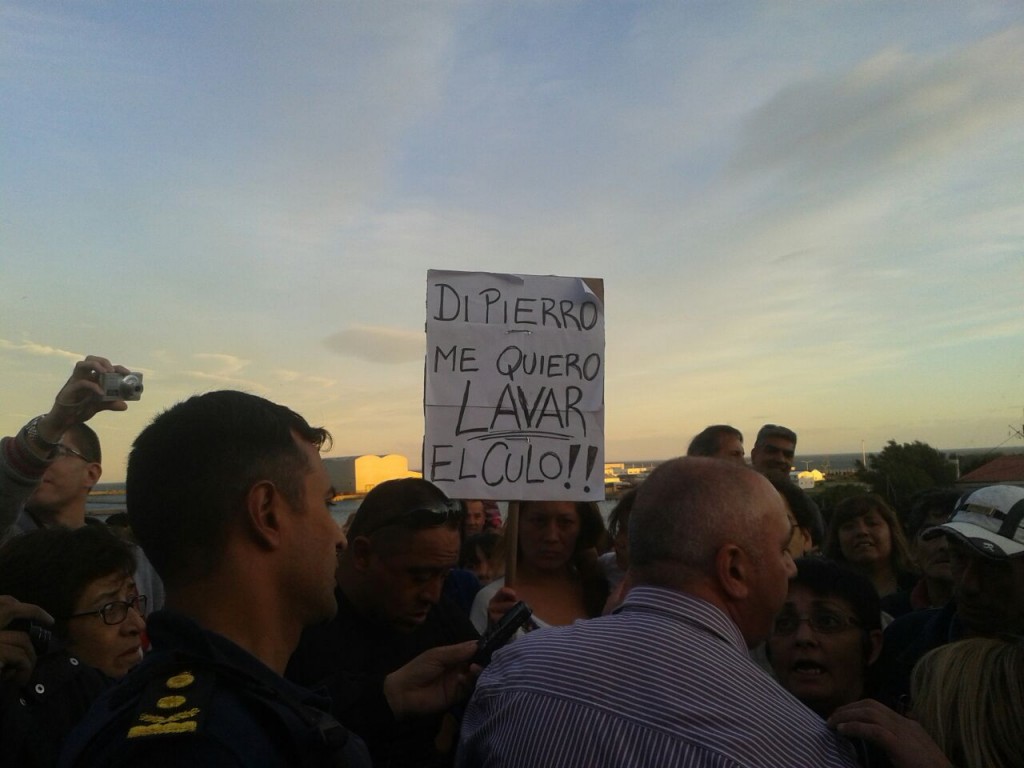 DI PIERRO
ME QUIERO
LAVAR
EL CULO!!